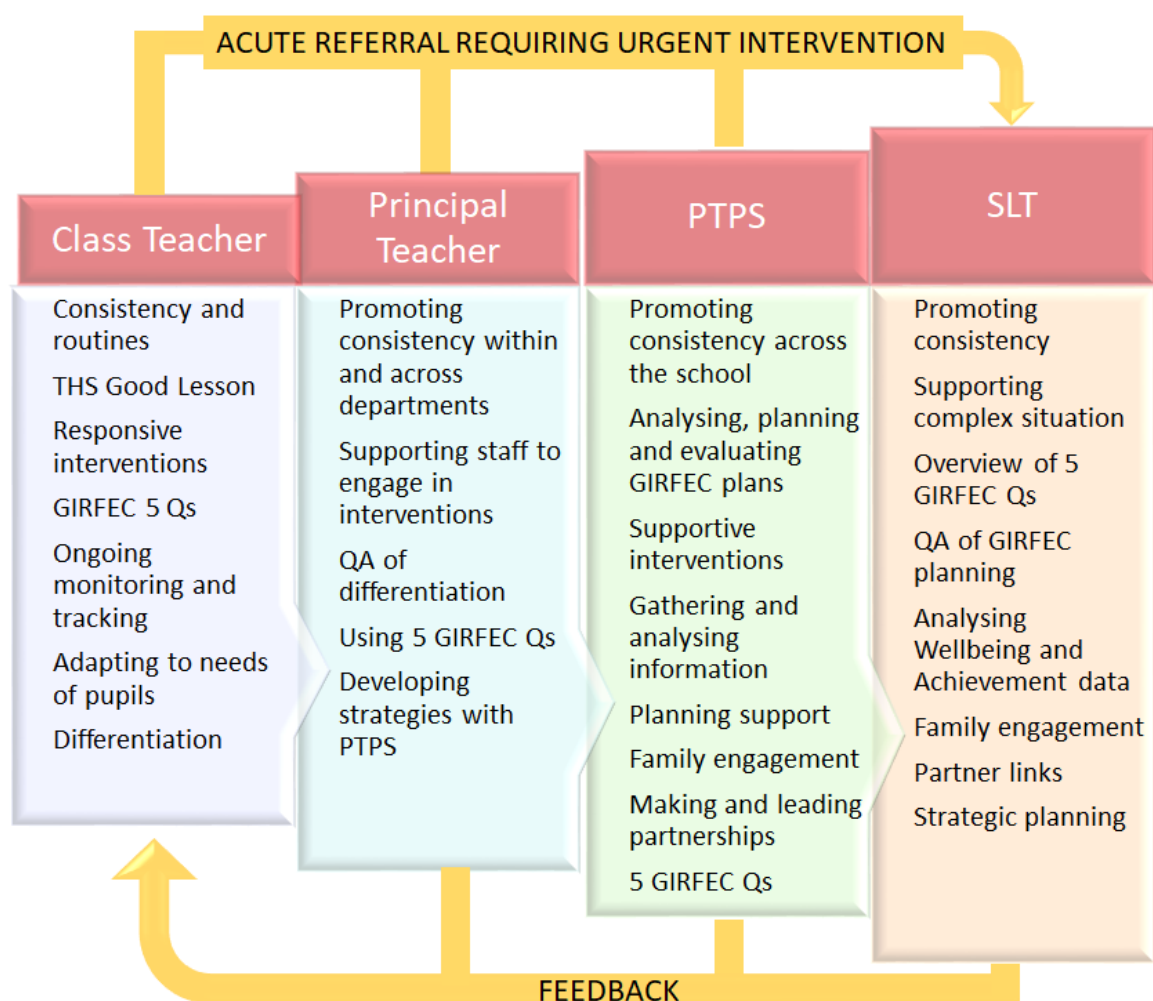 ACUTE REFERRAL REQUIRING URGENT INTERVENTION
Class Teacher
Consistency and
routines
THS Good Lesson
Responsive
interventions
GIRFEC 5 Qs
Ongoing
monitoring and
tracking
Adapting to needs
of pupils
Differentiation
Principal
Teacher
Promoting
consistency within
and across
departments
Supporting staff to
engage in
interventions
QA of
differentiation
Using 5 GIRFEC Qs
Developing
strategies with
PTPS
PTPS
Promoting
consistency across
the school
Analysing, planning
and evaluating
GIRFEC plans
Supportive
interventions
Gathering and
analysing
information
Planning support
Family engagement
Making and leading
partnerships
5 GIRFEC Qs
SLT
Promoting
consistency
Supporting
complex situation
Overview of 5
GIRFEC Qs
QA of GIRFEC
planning
Analysing
Wellbeing and
Achievement data
Family engagement
Partner links
Strategic planning
FEEDBACK